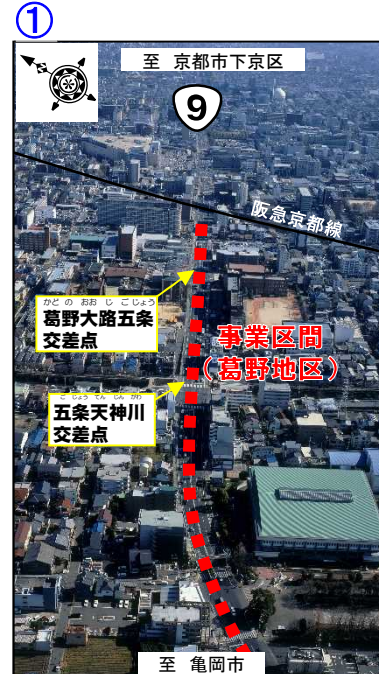 ①
至 京都市下京区
9
阪急京都線
かどのおおじごじょう
葛野大路五条
交差点
事業区間
（葛野地区）
ごじょうてんじんがわ
五条天神川
交差点
至 亀岡市